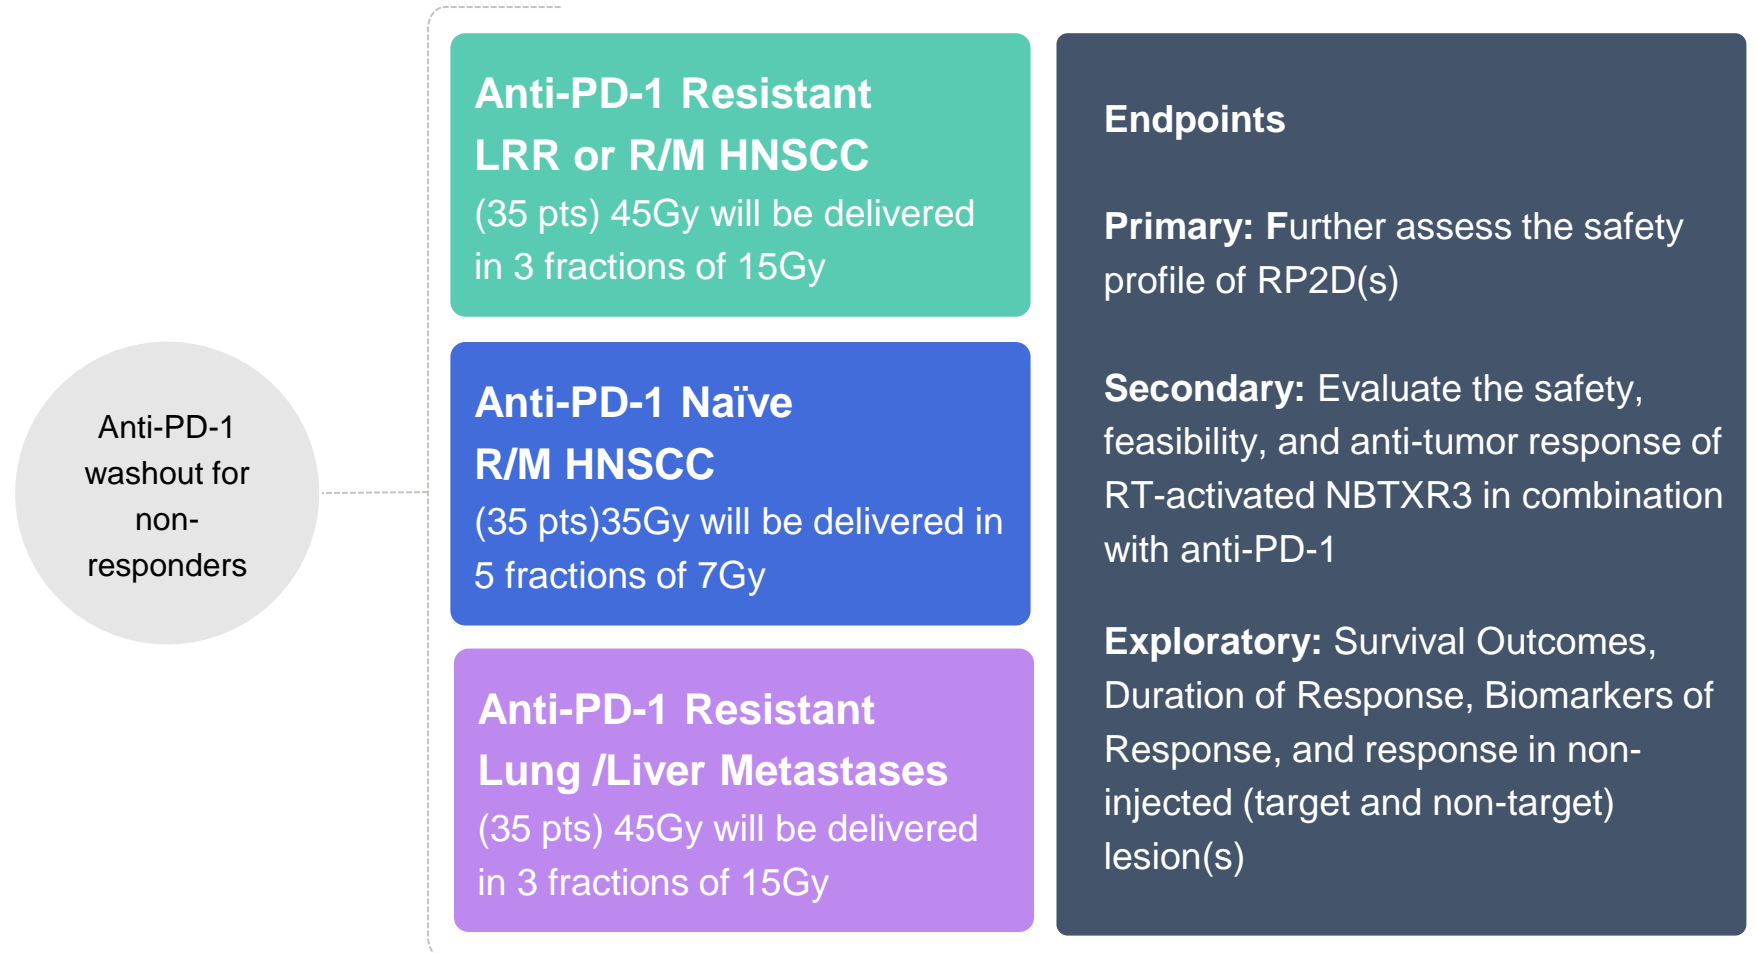 Anti-PD-1
washout for
non-
responders
Anti-PD-1 Resistant
LRR or R/M HNSCC
(35 pts) 45Gy will be delivered
in 3 fractions of 15Gy
Anti-PD-1 Naïve
R/M HNSCC
(35 pts)35Gy will be delivered in
5 fractions of 7Gy
Anti-PD-1 Resistant
Lung /Liver Metastases
(35 pts) 45Gy will be delivered
in 3 fractions of 15Gy
Endpoints
Primary: Further assess the safety
profile of RP2D(s)
Secondary: Evaluate the safety,
feasibility, and anti-tumor response of
RT-activated NBTXR3 in combination
with anti-PD-1
Exploratory: Survival Outcomes,
Duration of Response, Biomarkers of
Response, and response in non-
injected (target and non-target)
lesion(s)